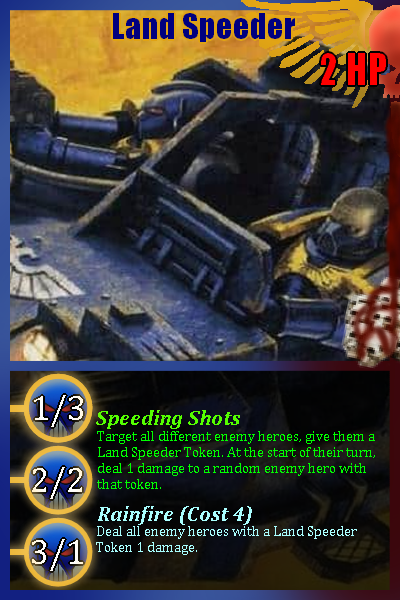 Land Speeder
2 HP
1/3
2/2
3/1
Speeding Shots
Target all different enemy heroes, give them a
Land Speeder Token. At the start of their turn,
deal 1 damage to a random enemy hero with
that token.
Rainfire (Cost 4)
Deal all enemy heroes with a Land Speeder
Token 1 damage.